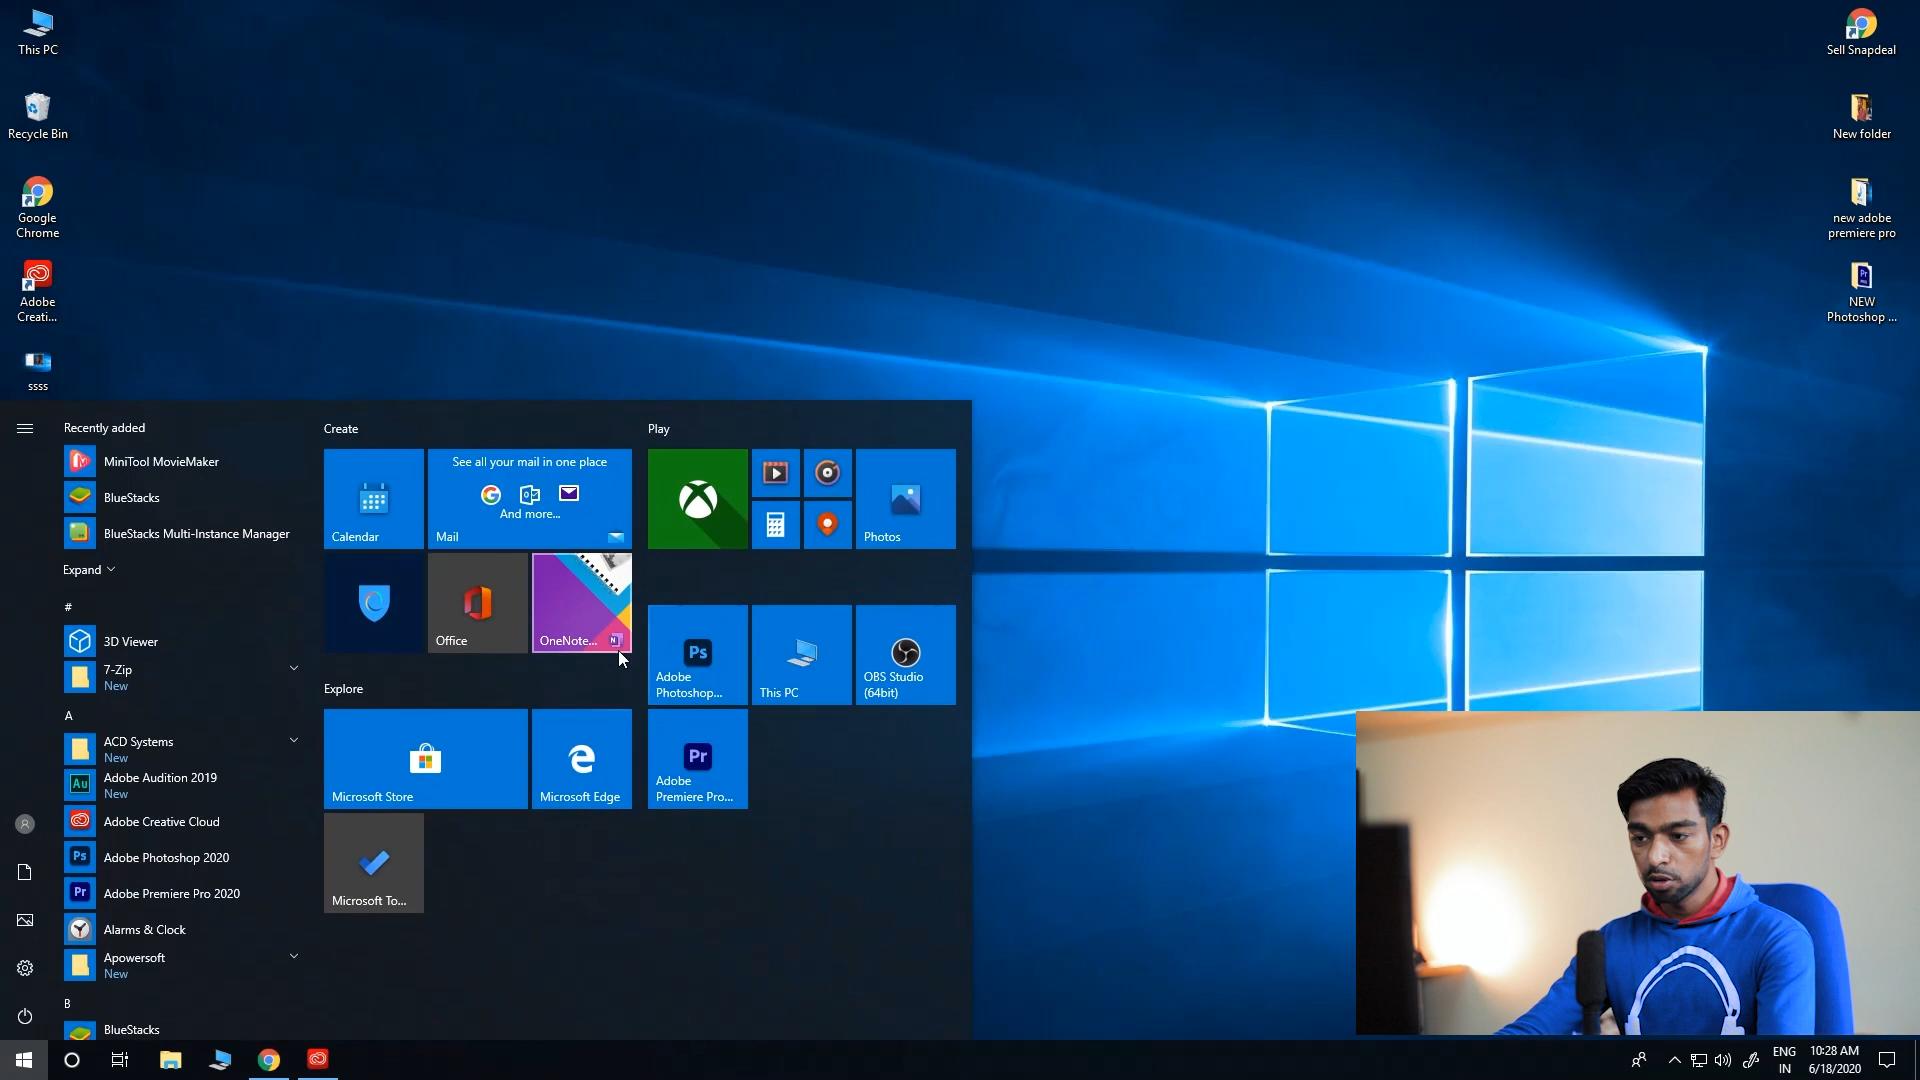 This PC
Recycle Bin
Google
Chrome
Adobe
Creati...
ssss
Sell Snapdeal
New folder
new adobe
premiere pro
NEW
Photoshop ...
Recently added
MiniTool MovieMaker
BlueStacks
BlueStacks Multi-Instance Manager
Expand
#
3D Viewer
7-Zip
New
A
ACD Systems
New
Adobe Audition 2019
New
Adobe Creative Cloud
Adobe Photoshop 2020
Adobe Premiere Pro 2020
Alarms & Clock
Apowersoft
New
B
BlueStacks
Create
Calendar
See all your mail in one place
And more...
Mail
Office
OneNote...
Explore
Microsoft Store
Microsoft Edge
Microsoft To...
Play
Photos
Ps
Adobe
Photoshop...
This PC
OBS Studio
(64bit)
Pr
Adobe
Premiere Pro...
ENG
IN
10:28 AM
6/18/2020